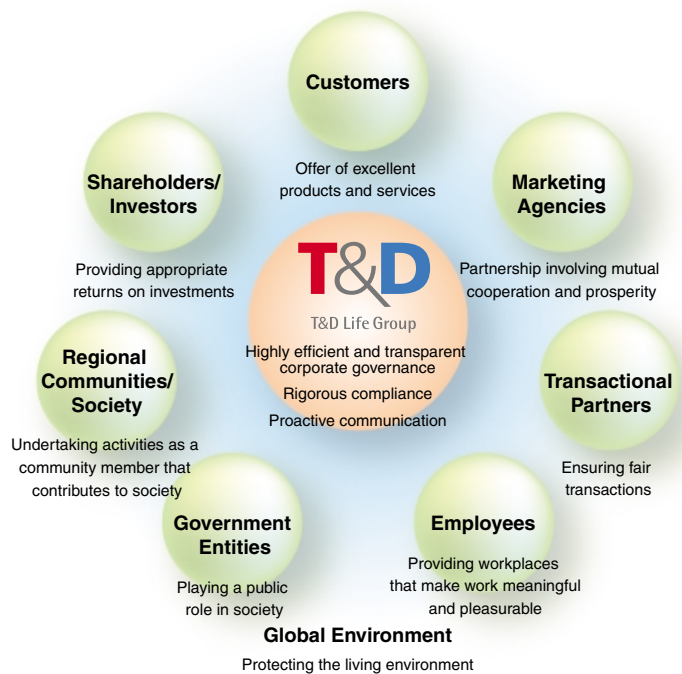 Customers
Offer of excellent
products and services
Shareholders/
Investors
Providing appropriate
returns on investments
Marketing
Agencies
Partnership involving mutual
cooperation and prosperity
T&D
T&D Life Group
Highly efficient and transparent
corporate governance
Rigorous compliance
Proactive communication
Regional
Communities/
Society
Undertaking activities as a
community member that
contributes to society
Transactional
Partners
Ensuring fair
transactions
Government
Entities
Playing a public
role in society
Employees
Providing workplaces
that make work meaningful
and pleasurable
Global Environment
Protecting the living environment